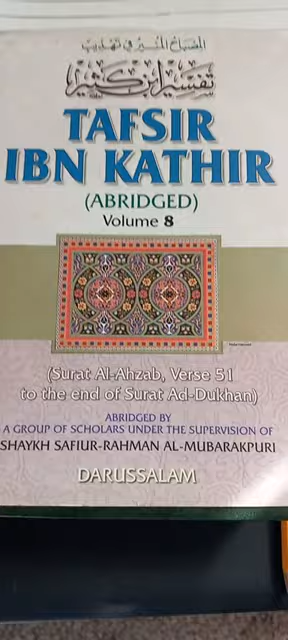 المصباح المنير في تهذيب
تفسير ابن كثير
TAFSIR
IBN KATHIR
(ABRIDGED)
Volume 8
(Surat Al-Ahzab, Verse 51
to the end of Surat Ad-Dukhan)
ABRIDGED BY
A GROUP OF SCHOLARS UNDER THE SUPERVISION OF
SHAYKH SAFIUR-RAHMAN AL-MUBARAKPURI
DARUSSALAM